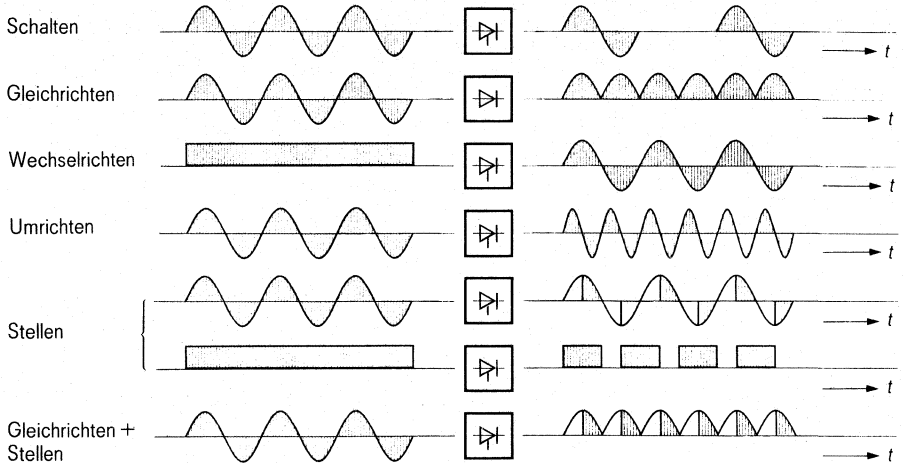 Schalten
t
Gleichrichten
t
Wechselrichten
t
Umrichten
t
t
Stellen
t
Gleichrichten +
Stellen
t